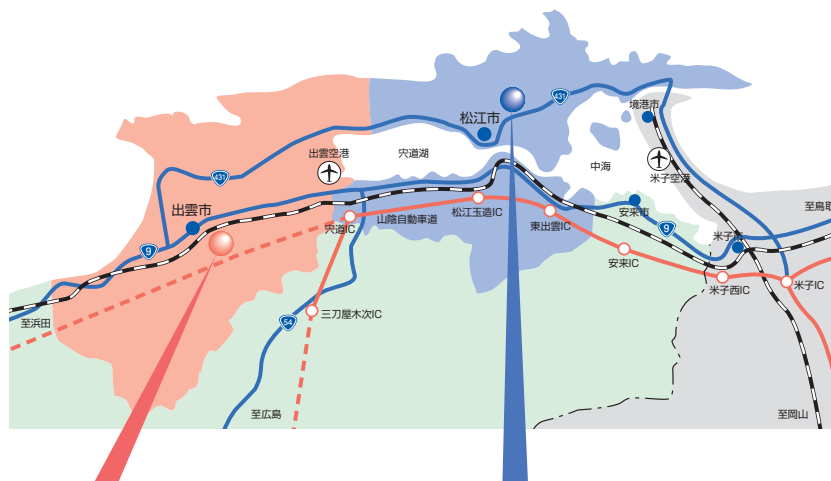 431
境港市
松江市
出雲空港
宍道湖
中海
米子空港
431
出雲市
宍道IC
山陰自動車道
松江玉造IC
東出雲IC
安来市
9
至鳥取
米子市
9
安来IC
米子西IC
米子IC
至浜田
54
三刀屋木次IC
至広島
至岡山